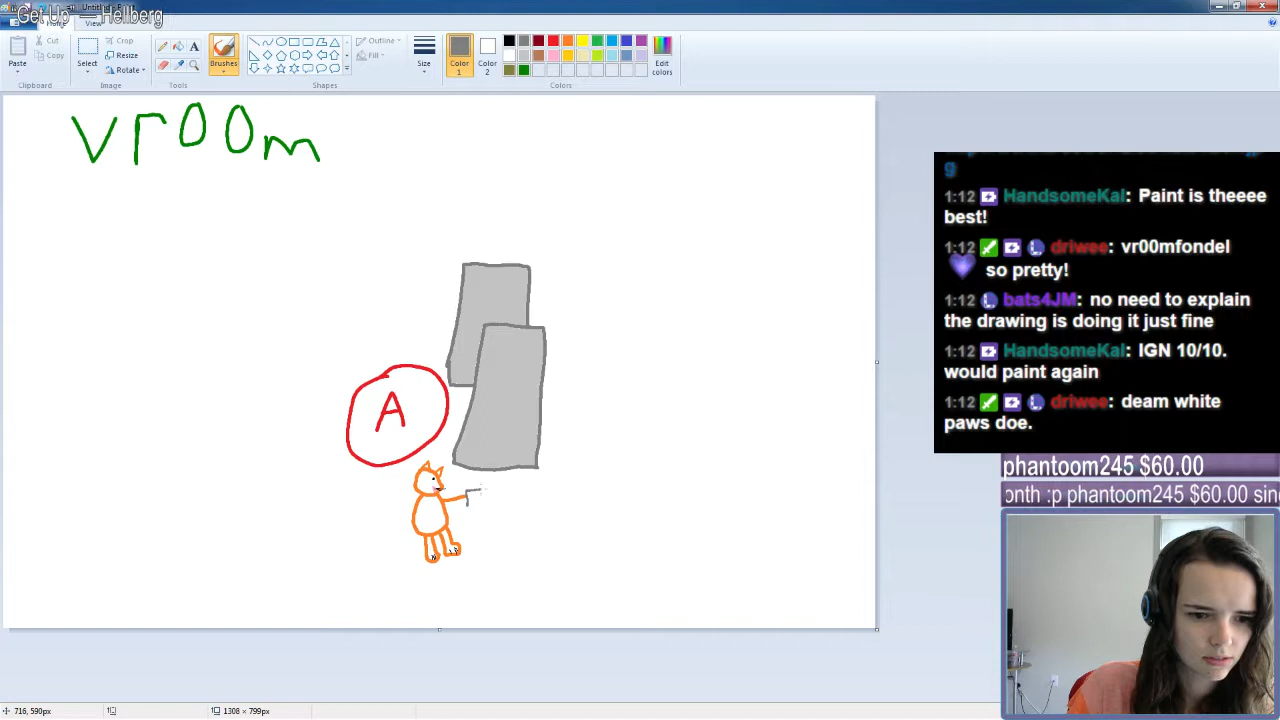 Get Up — Hellberg
View
Cut
Copy
Paste
Clipboard
Crop
Resize
Rotate
Select
Image
Tools
Brushes
Shapes
Outline
Fill
Size
Color 1
Color 2
Edit colors
Colors
vr00m
A
g
1:12 HandsomeKal: Paint is theeee
best!
1:12 driwee: vr00mfondel
so pretty!
1:12 bats4JM: no need to explain
the drawing is doing it just fine
1:12 HandsomeKal: IGN 10/10.
would paint again
1:12 driwee: deam white
paws doe.
phantoom245 $60.00
onth :p phantoom245 $60.00 sin
716, 590px
1308 × 799px